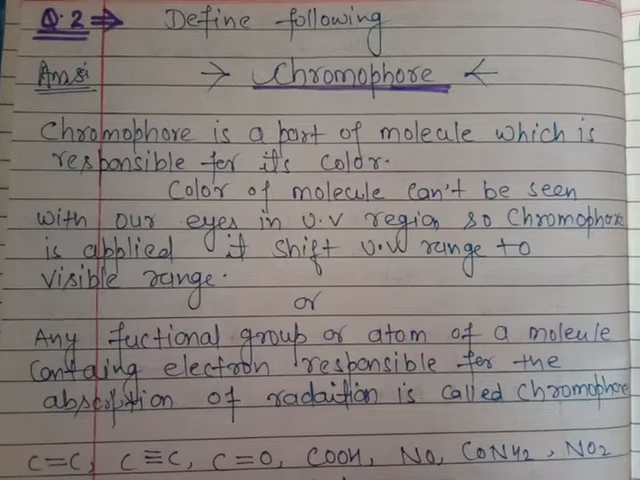 Q.2 ⇒ Define following
Ans: → Chromophore ←
Chromophore is a part of molecule which is
responsible for it's color.
Color of molecule can't be seen
with our eyes in U.V region so Chromophore
is applied it shift U.V range to
visible range.
or
Any fuctional group or atom of a moleule
Containg electron responsible for the
absorption of radaition is called Chromophore
C=C, C≡C, C=O, COOH, NO, CONH2, NO2